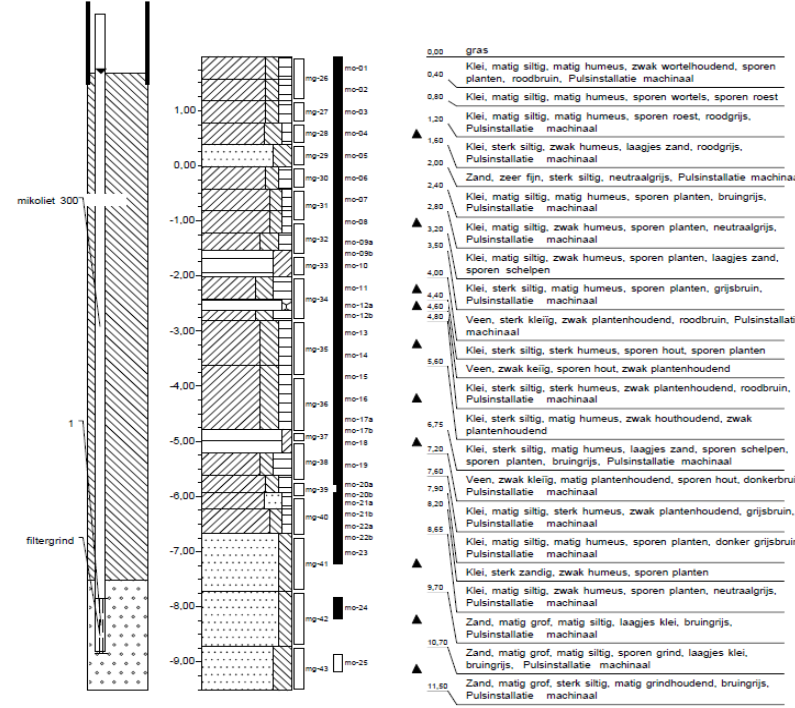 mikoliet 300
1
filtergrind
1,00
0,00
-1,00
-2,00
-3,00
-4,00
-5,00
-6,00
-7,00
-8,00
-9,00
mg-26
mg-27
mg-28
mg-29
mg-30
mg-31
mg-32
mg-33
mg-34
mg-35
mg-36
mg-37
mg-38
mg-39
mg-40
mg-41
mg-42
mg-43
mo-01
mo-02
mo-03
mo-04
mo-05
mo-06
mo-07
mo-08
mo-09a
mo-09b
mo-10
mo-11
mo-12a
mo-12b
mo-13
mo-14
mo-15
mo-16
mo-17a
mo-17b
mo-18
mo-19
mo-20a
mo-20b
mo-21a
mo-21b
mo-22a
mo-22b
mo-23
mo-24
mo-25
0,00
0,40
0,80
1,20
1,60
2,00
2,40
2,80
3,20
3,50
4,00
4,40
4,60
4,80
5,60
6,75
7,20
7,60
7,90
8,20
8,65
9,70
10,70
11,50
gras
Klei, matig siltig, matig humeus, zwak wortelhoudend, sporen
planten, roodbruin, Pulsinstallatie machinaal
Klei, matig siltig, matig humeus, sporen wortels, sporen roest
Klei, matig siltig, matig humeus, sporen roest, roodgrijs,
Pulsinstallatie machinaal
Klei, sterk siltig, zwak humeus, laagjes zand, roodgrijs,
Pulsinstallatie machinaal
Zand, zeer fijn, sterk siltig, neutraalgrijs, Pulsinstallatie machinaa
Klei, matig siltig, matig humeus, sporen planten, bruingrijs,
Pulsinstallatie machinaal
Klei, matig siltig, zwak humeus, sporen planten, neutraalgrijs,
Pulsinstallatie machinaal
Klei, matig siltig, zwak humeus, sporen planten, laagjes zand,
sporen schelpen
Klei, sterk siltig, matig humeus, sporen planten, grijsbruin,
Pulsinstallatie machinaal
Veen, sterk kleiïg, zwak plantenhoudend, roodbruin, Pulsinstallati
machinaal
Klei, sterk siltig, sterk humeus, sporen hout, sporen planten
Veen, zwak keiïg, sporen hout, zwak plantenhoudend
Klei, sterk siltig, sterk humeus, zwak plantenhoudend, roodbruin,
Pulsinstallatie machinaal
Klei, sterk siltig, matig humeus, zwak houthoudend, zwak
plantenhoudend
Klei, sterk siltig, matig humeus, laagjes zand, sporen schelpen,
sporen planten, bruingrijs, Pulsinstallatie machinaal
Veen, zwak kleiïg, matig plantenhoudend, sporen hout, donkerbrui
Pulsinstallatie machinaal
Klei, matig siltig, sterk humeus, zwak plantenhoudend, grijsbruin,
Pulsinstallatie machinaal
Klei, matig siltig, matig humeus, sporen planten, donker grijsbruin
Pulsinstallatie machinaal
Klei, sterk zandig, zwak humeus, sporen planten
Klei, matig siltig, zwak humeus, sporen planten, neutraalgrijs,
Pulsinstallatie machinaal
Zand, matig grof, matig siltig, laagjes klei, bruingrijs,
Pulsinstallatie machinaal
Zand, matig grof, matig siltig, sporen grind, laagjes klei,
bruingrijs, Pulsinstallatie machinaal
Zand, matig grof, sterk siltig, matig grindhoudend, bruingrijs,
Pulsinstallatie machinaal